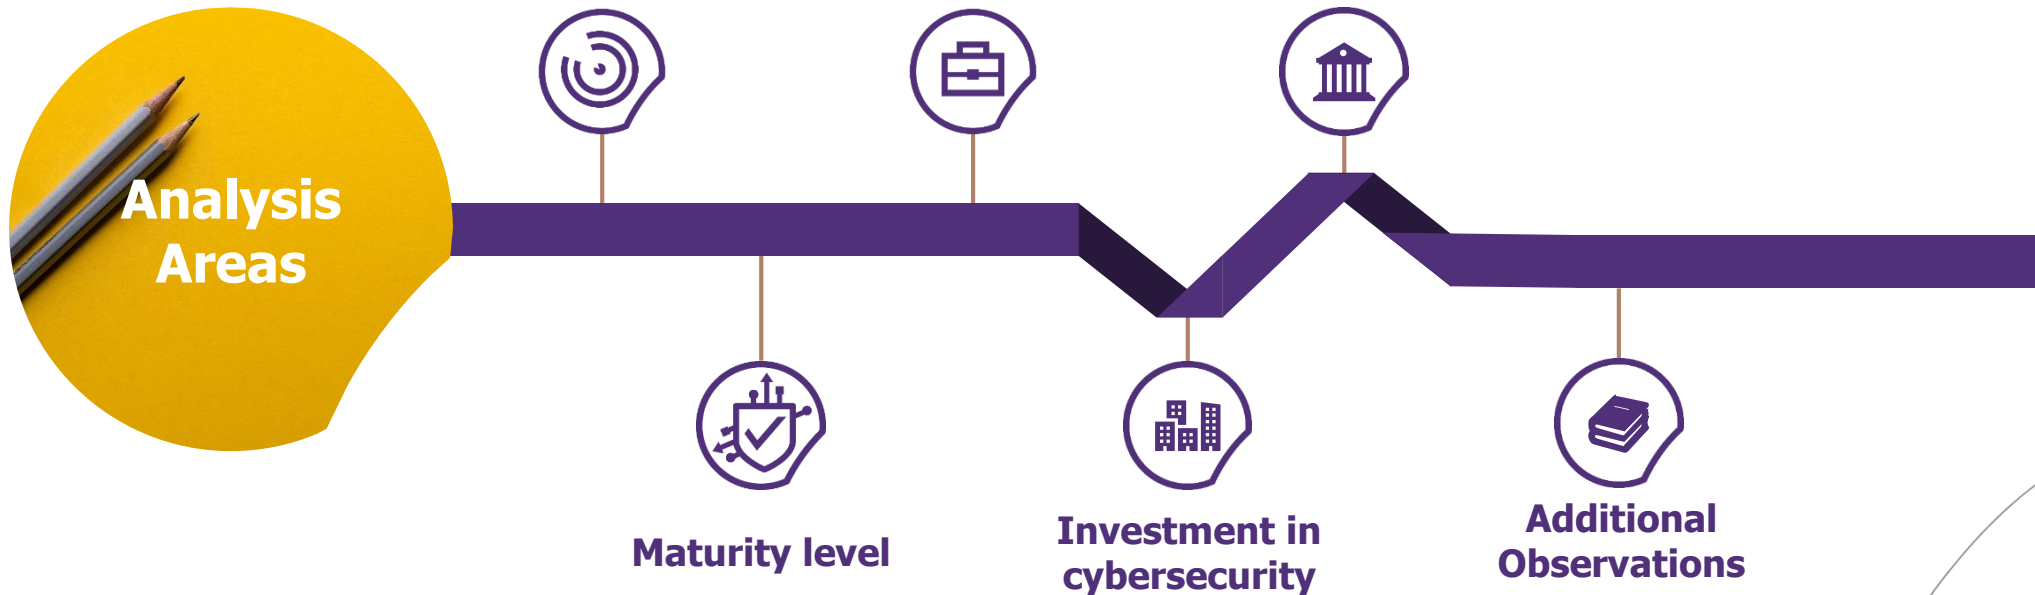 Analysis
Areas
Maturity level
Investment in
cybersecurity
Additional
Observations